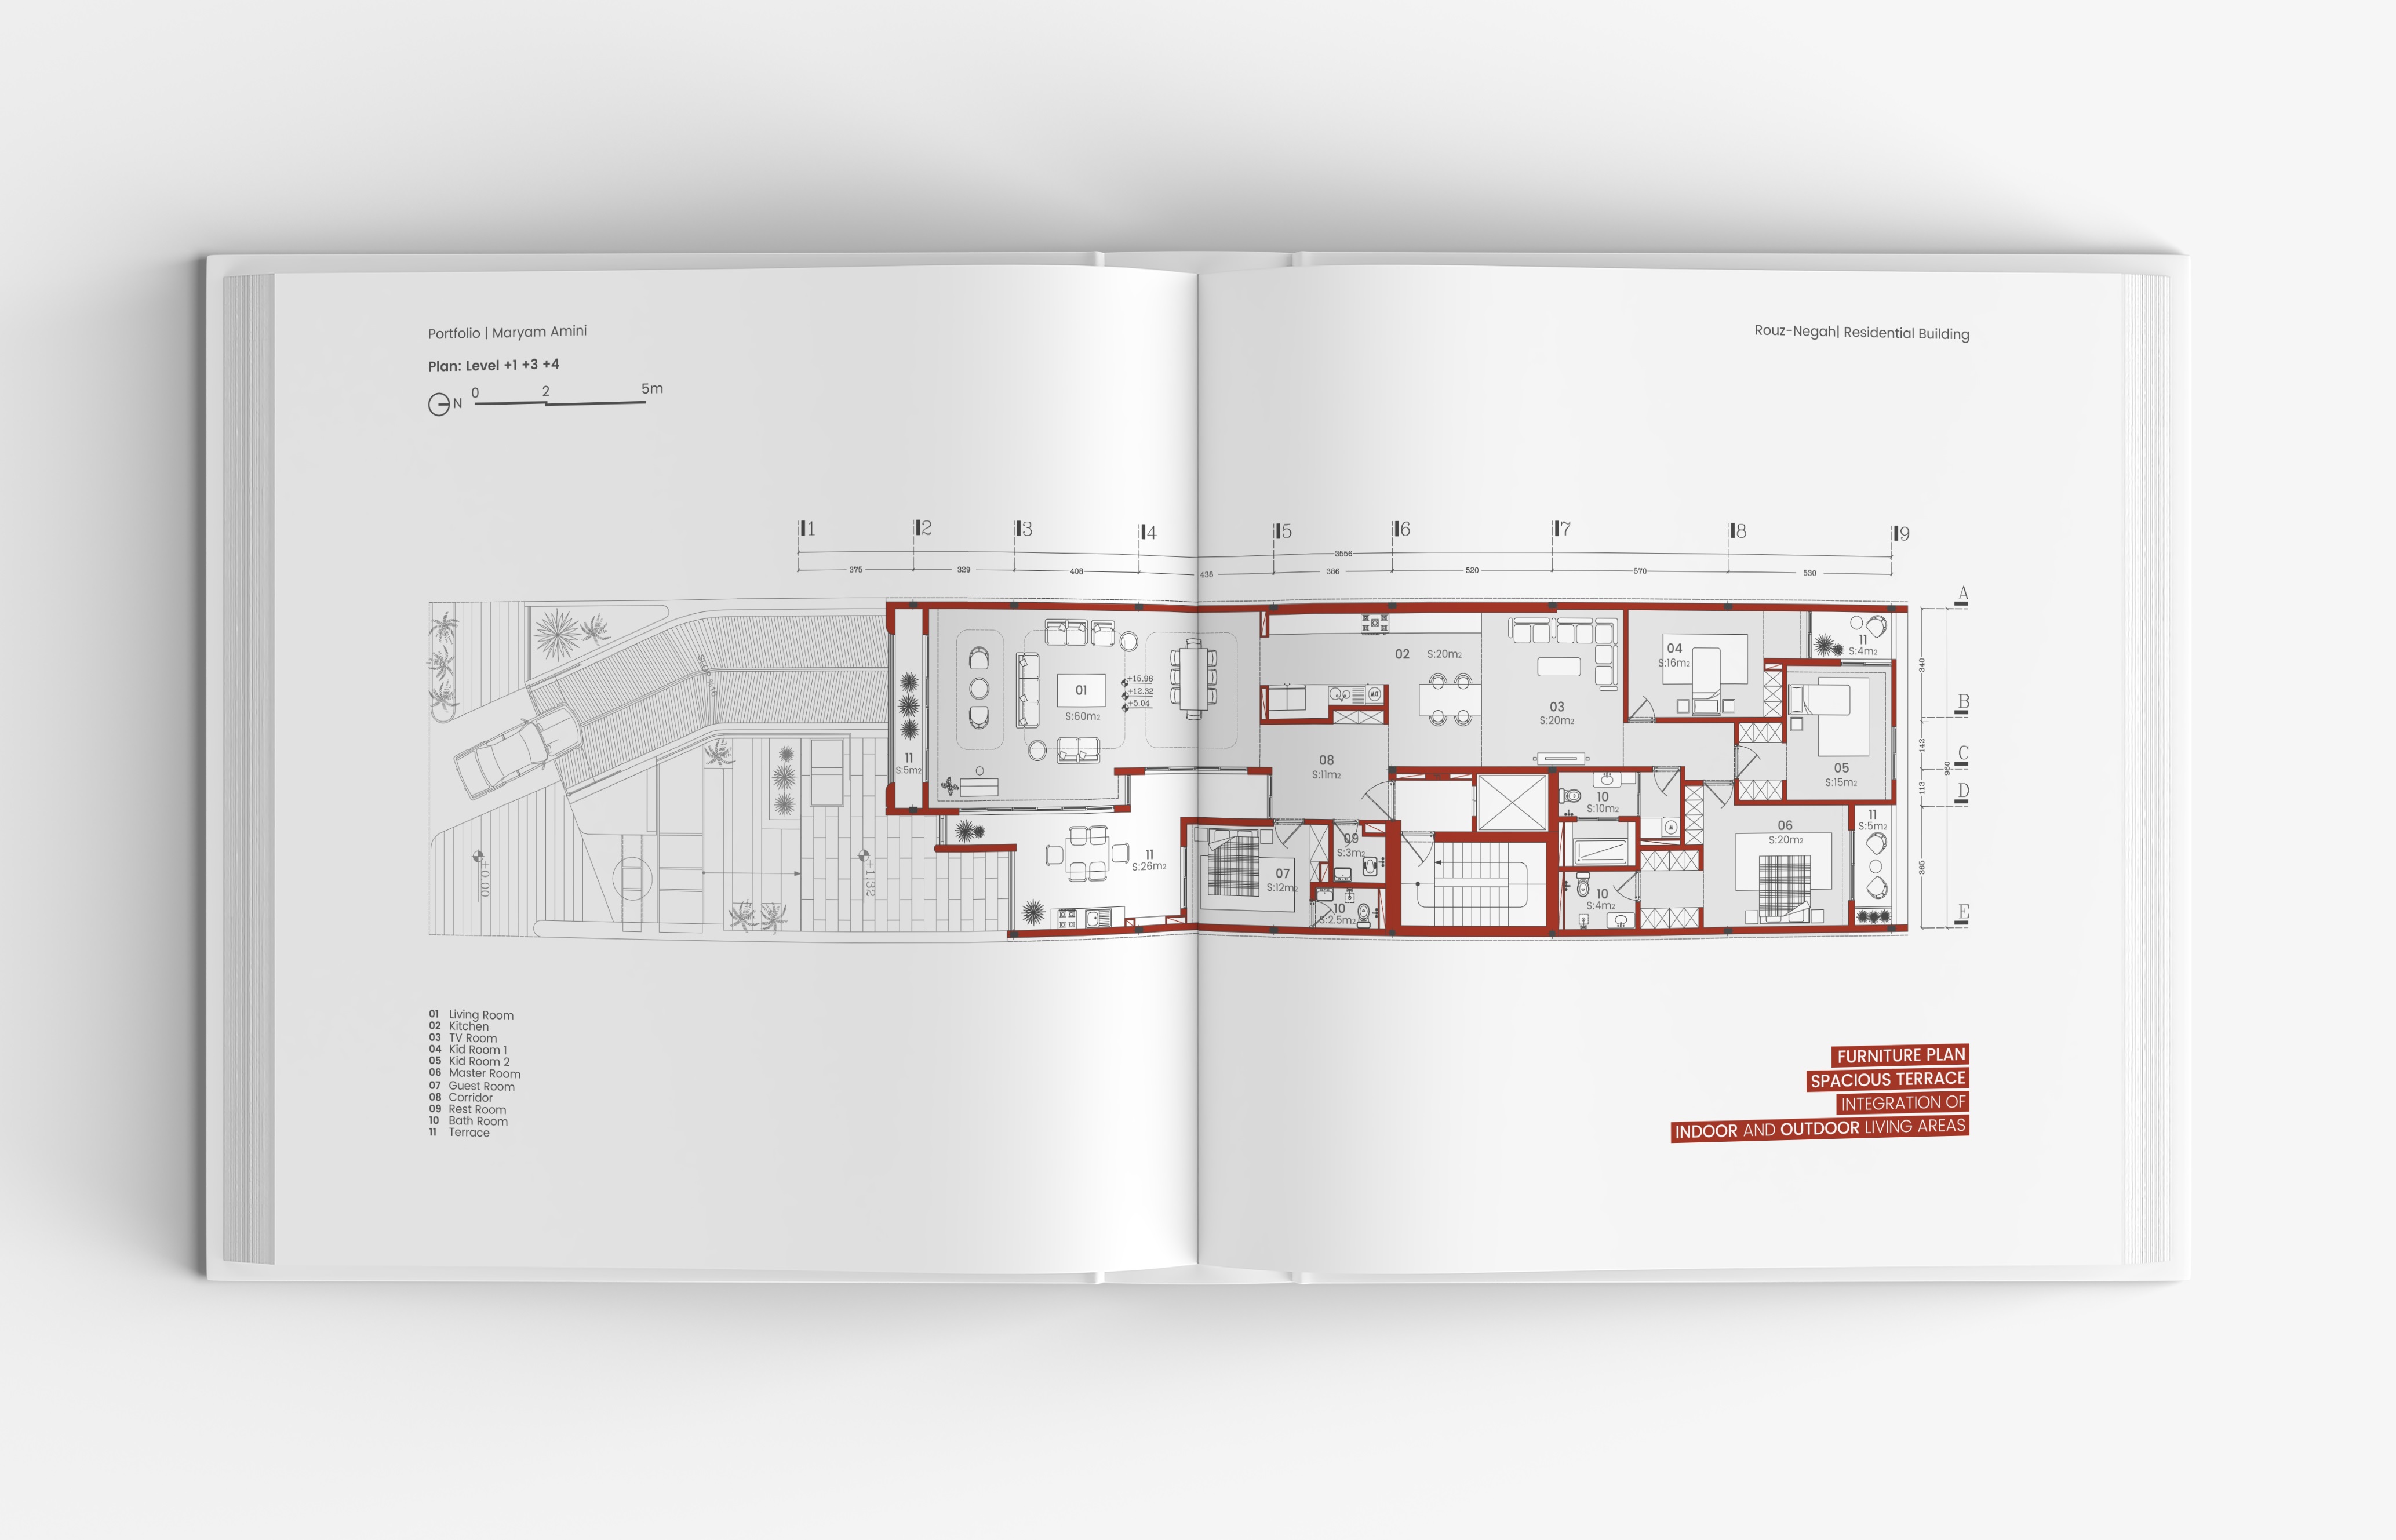 Portfolio | Maryam Amini
Rouz-Negah| Residential Building
Plan: Level +1 +3 +4
0 2 5m
N
1 2 3 4 5 6 7 8 9
3556
375 329 408 438 386 520 570 530
A
B
C
D
E
340
142
113
365
960
01
S:60m2
+15.96
+12.32
+5.04
02 S:20m2
03
S:20m2
04
S:16m2
11
S:4m2
05
S:15m2
11
S:5m2
08
S:11m2
10
S:10m2
06
S:20m2
11
S:5m2
11
S:26m2
07
S:12m2
09
S:3m2
10
S:2.5m2
10
S:4m2
+0.00
+1.32
01 Living Room
02 Kitchen
03 TV Room
04 Kid Room 1
05 Kid Room 2
06 Master Room
07 Guest Room
08 Corridor
09 Rest Room
10 Bath Room
11 Terrace
FURNITURE PLAN
SPACIOUS TERRACE
INTEGRATION OF
INDOOR AND OUTDOOR LIVING AREAS